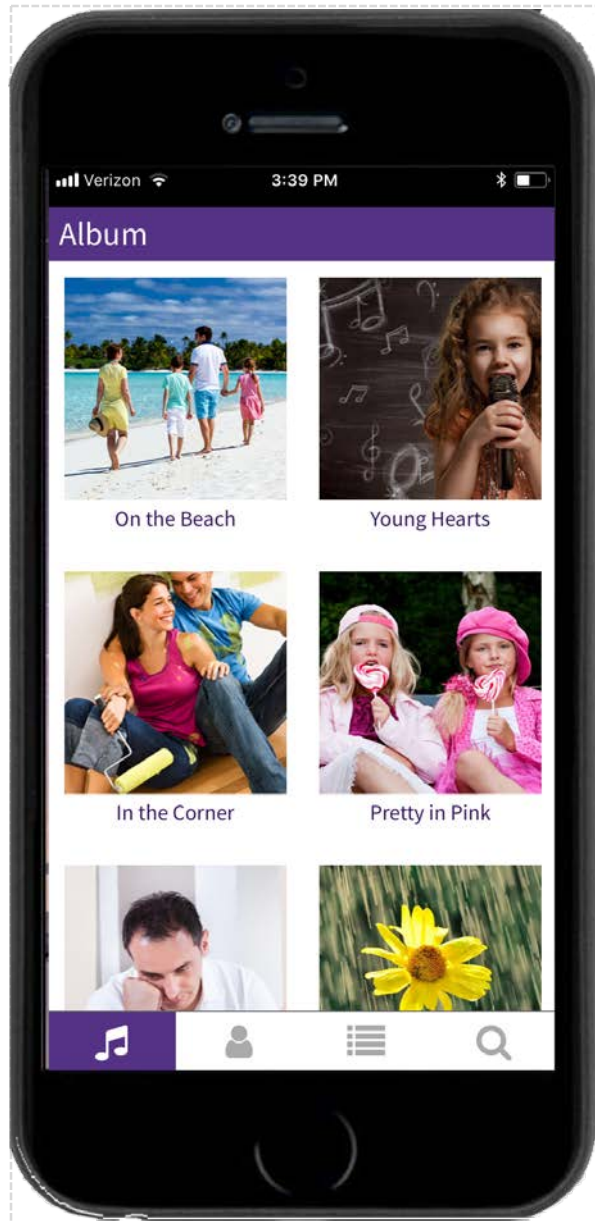 Verizon 3:39 PM
Album
On the Beach Young Hearts
In the Corner Pretty in Pink